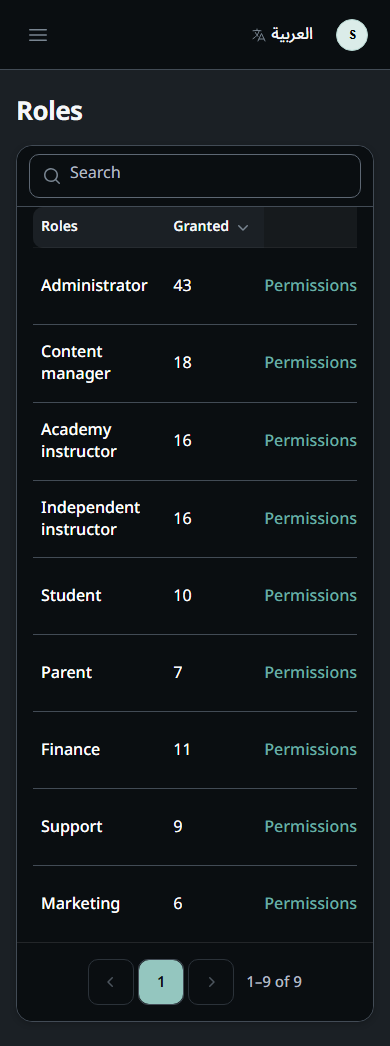 العربية
S
Roles
Search
Roles Granted
Administrator 43 Permissions
Content manager 18 Permissions
Academy instructor 16 Permissions
Independent instructor 16 Permissions
Student 10 Permissions
Parent 7 Permissions
Finance 11 Permissions
Support 9 Permissions
Marketing 6 Permissions
1 1–9 of 9